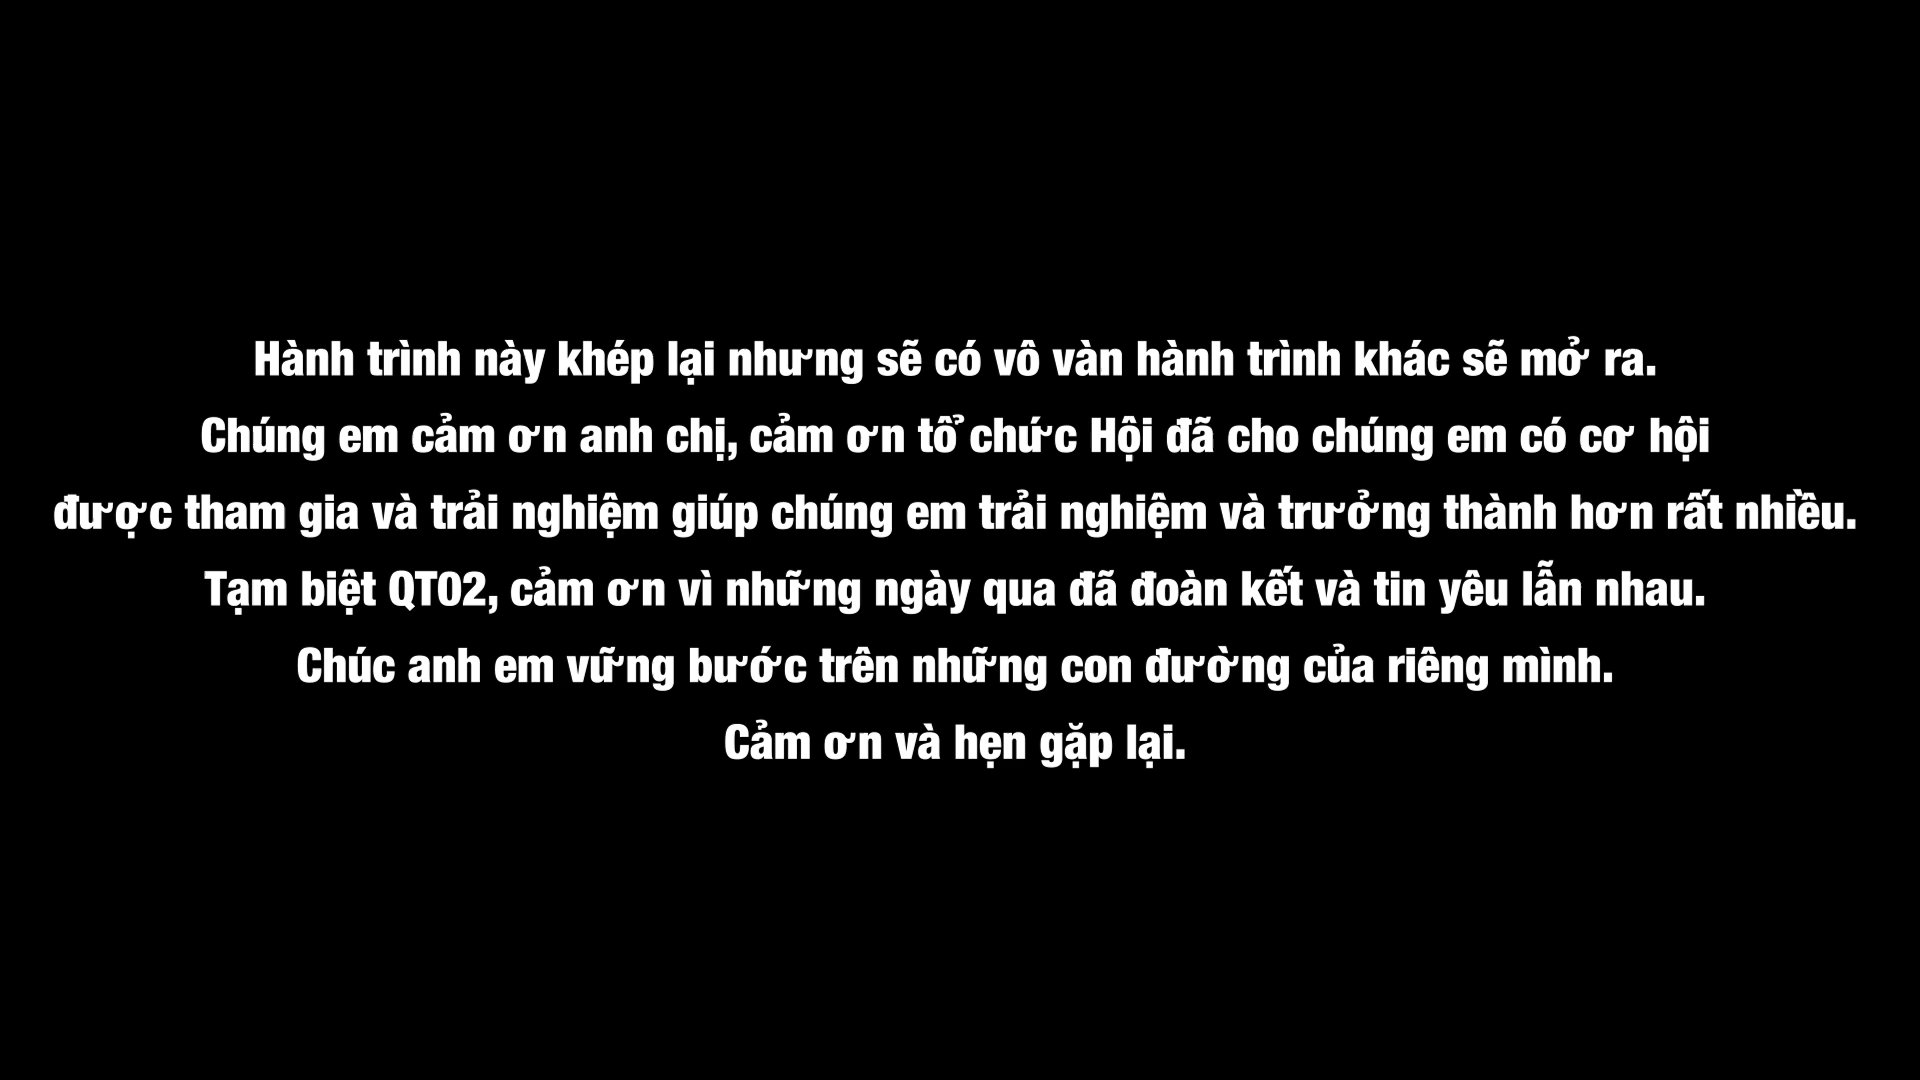 Hành trình này khép lại nhưng sẽ có vô vàn hành trình khác sẽ mở ra.
Chúng em cảm ơn anh chị, cảm ơn tổ chức Hội đã cho chúng em có cơ hội
được tham gia và trải nghiệm giúp chúng em trải nghiệm và trưởng thành hơn rất nhiều.
Tạm biệt QT02, cảm ơn vì những ngày qua đã đoàn kết và tin yêu lẫn nhau.
Chúc anh em vững bước trên những con đường của riêng mình.
Cảm ơn và hẹn gặp lại.